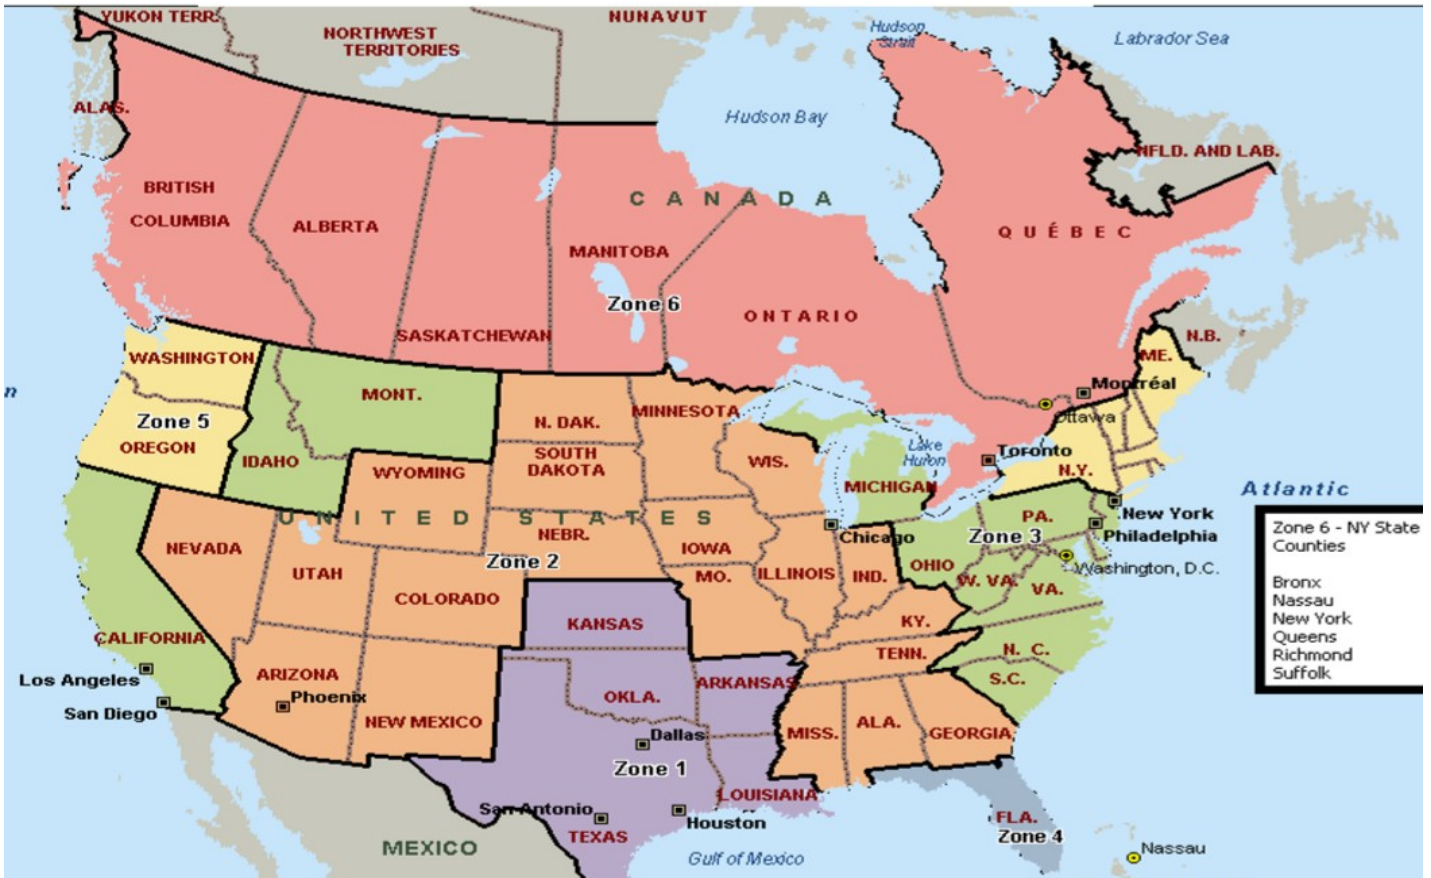 YUKON TERR.
NORTHWEST
TERRITORIES
NUNAVUT
Hudson
Strait
Labrador Sea
ALAS.
Hudson Bay
NFLD. AND LAB.
BRITISH
COLUMBIA
ALBERTA
CANADA
MANITOBA
QUÉBEC
Zone 6
ONTARIO
SASKATCHEWAN
N.B.
WASHINGTON
ME.
n
MONT.
Montréal
Zone 5
OREGON
N. DAK.
MINNESOTA
Ottawa
IDAHO
WYOMING
SOUTH
DAKOTA
WIS.
Lake
Huron
Toronto
N.Y.
MICHIGAN
Atlantic
UNITED STATES
PA.
New York
Zone 6 - NY State
Counties
Bronx
Nassau
New York
Queens
Richmond
Suffolk
NEVADA
NEBR.
IOWA
Chicago
Zone 3
Philadelphia
UTAH
Zone 2
MO.
ILLINOIS
IND.
OHIO
W. VA.
VA.
Washington, D.C.
COLORADO
CALIFORNIA
KANSAS
KY.
TENN.
N. C.
Los Angeles
ARIZONA
Phoenix
OKLA.
ARKANSAS
S.C.
San Diego
NEW MEXICO
Dallas
MISS.
ALA.
GEORGIA
Zone 1
LOUISIANA
San Antonio
Houston
TEXAS
FLA.
Zone 4
MEXICO
Gulf of Mexico
Nassau